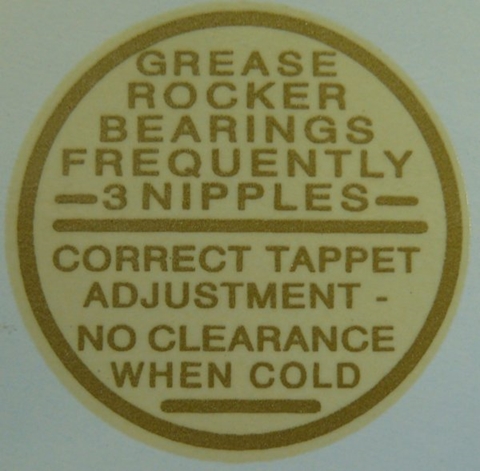 GREASE
ROCKER
BEARINGS
FREQUENTLY
—3 NIPPLES—
CORRECT TAPPET
ADJUSTMENT -
NO CLEARANCE
WHEN COLD